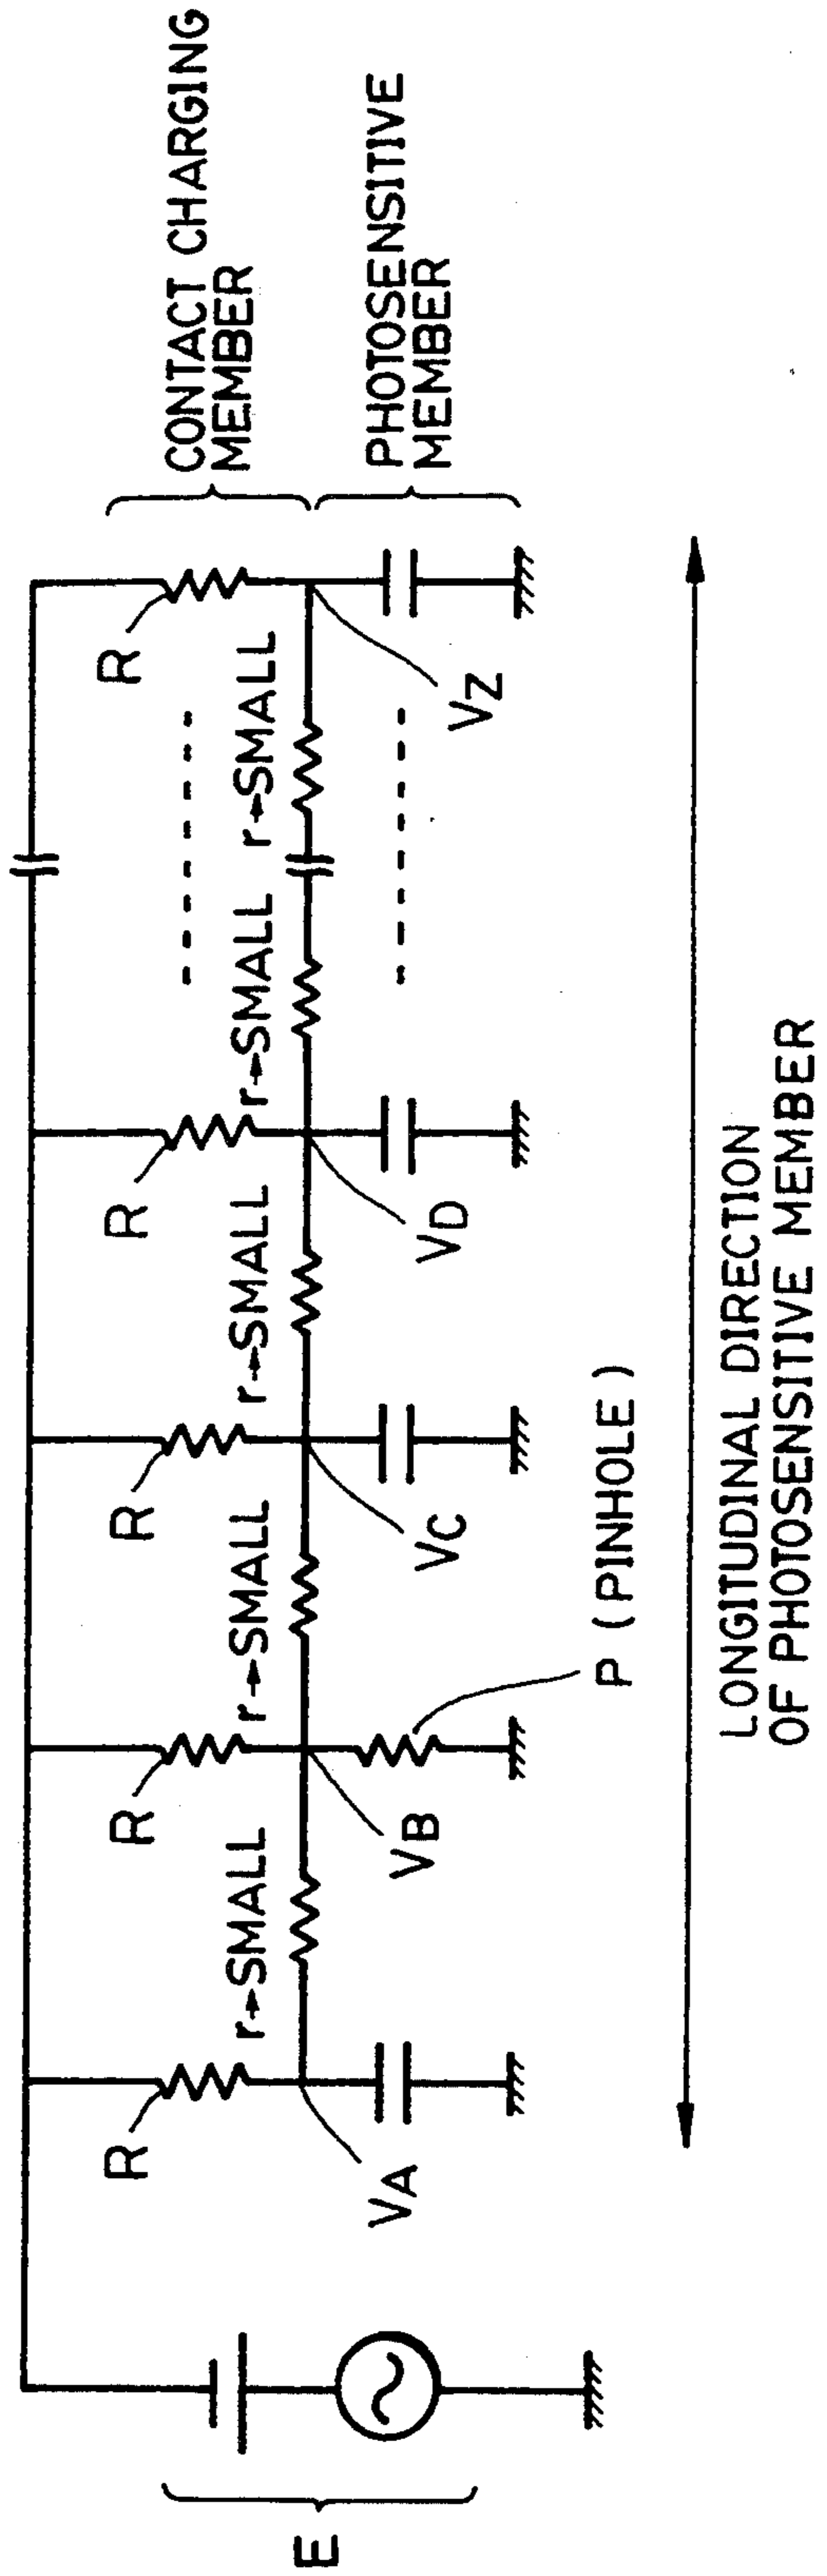 CONTACT CHARGING
MEMBER
PHOTOSENSITIVE
MEMBER
R
R
R
R
R
r→SMALL
r→SMALL
r→SMALL
r→SMALL
r→SMALL
VA
VB
VC
VD
VZ
E
P (PINHOLE)
LONGITUDINAL DIRECTION
OF PHOTOSENSITIVE MEMBER